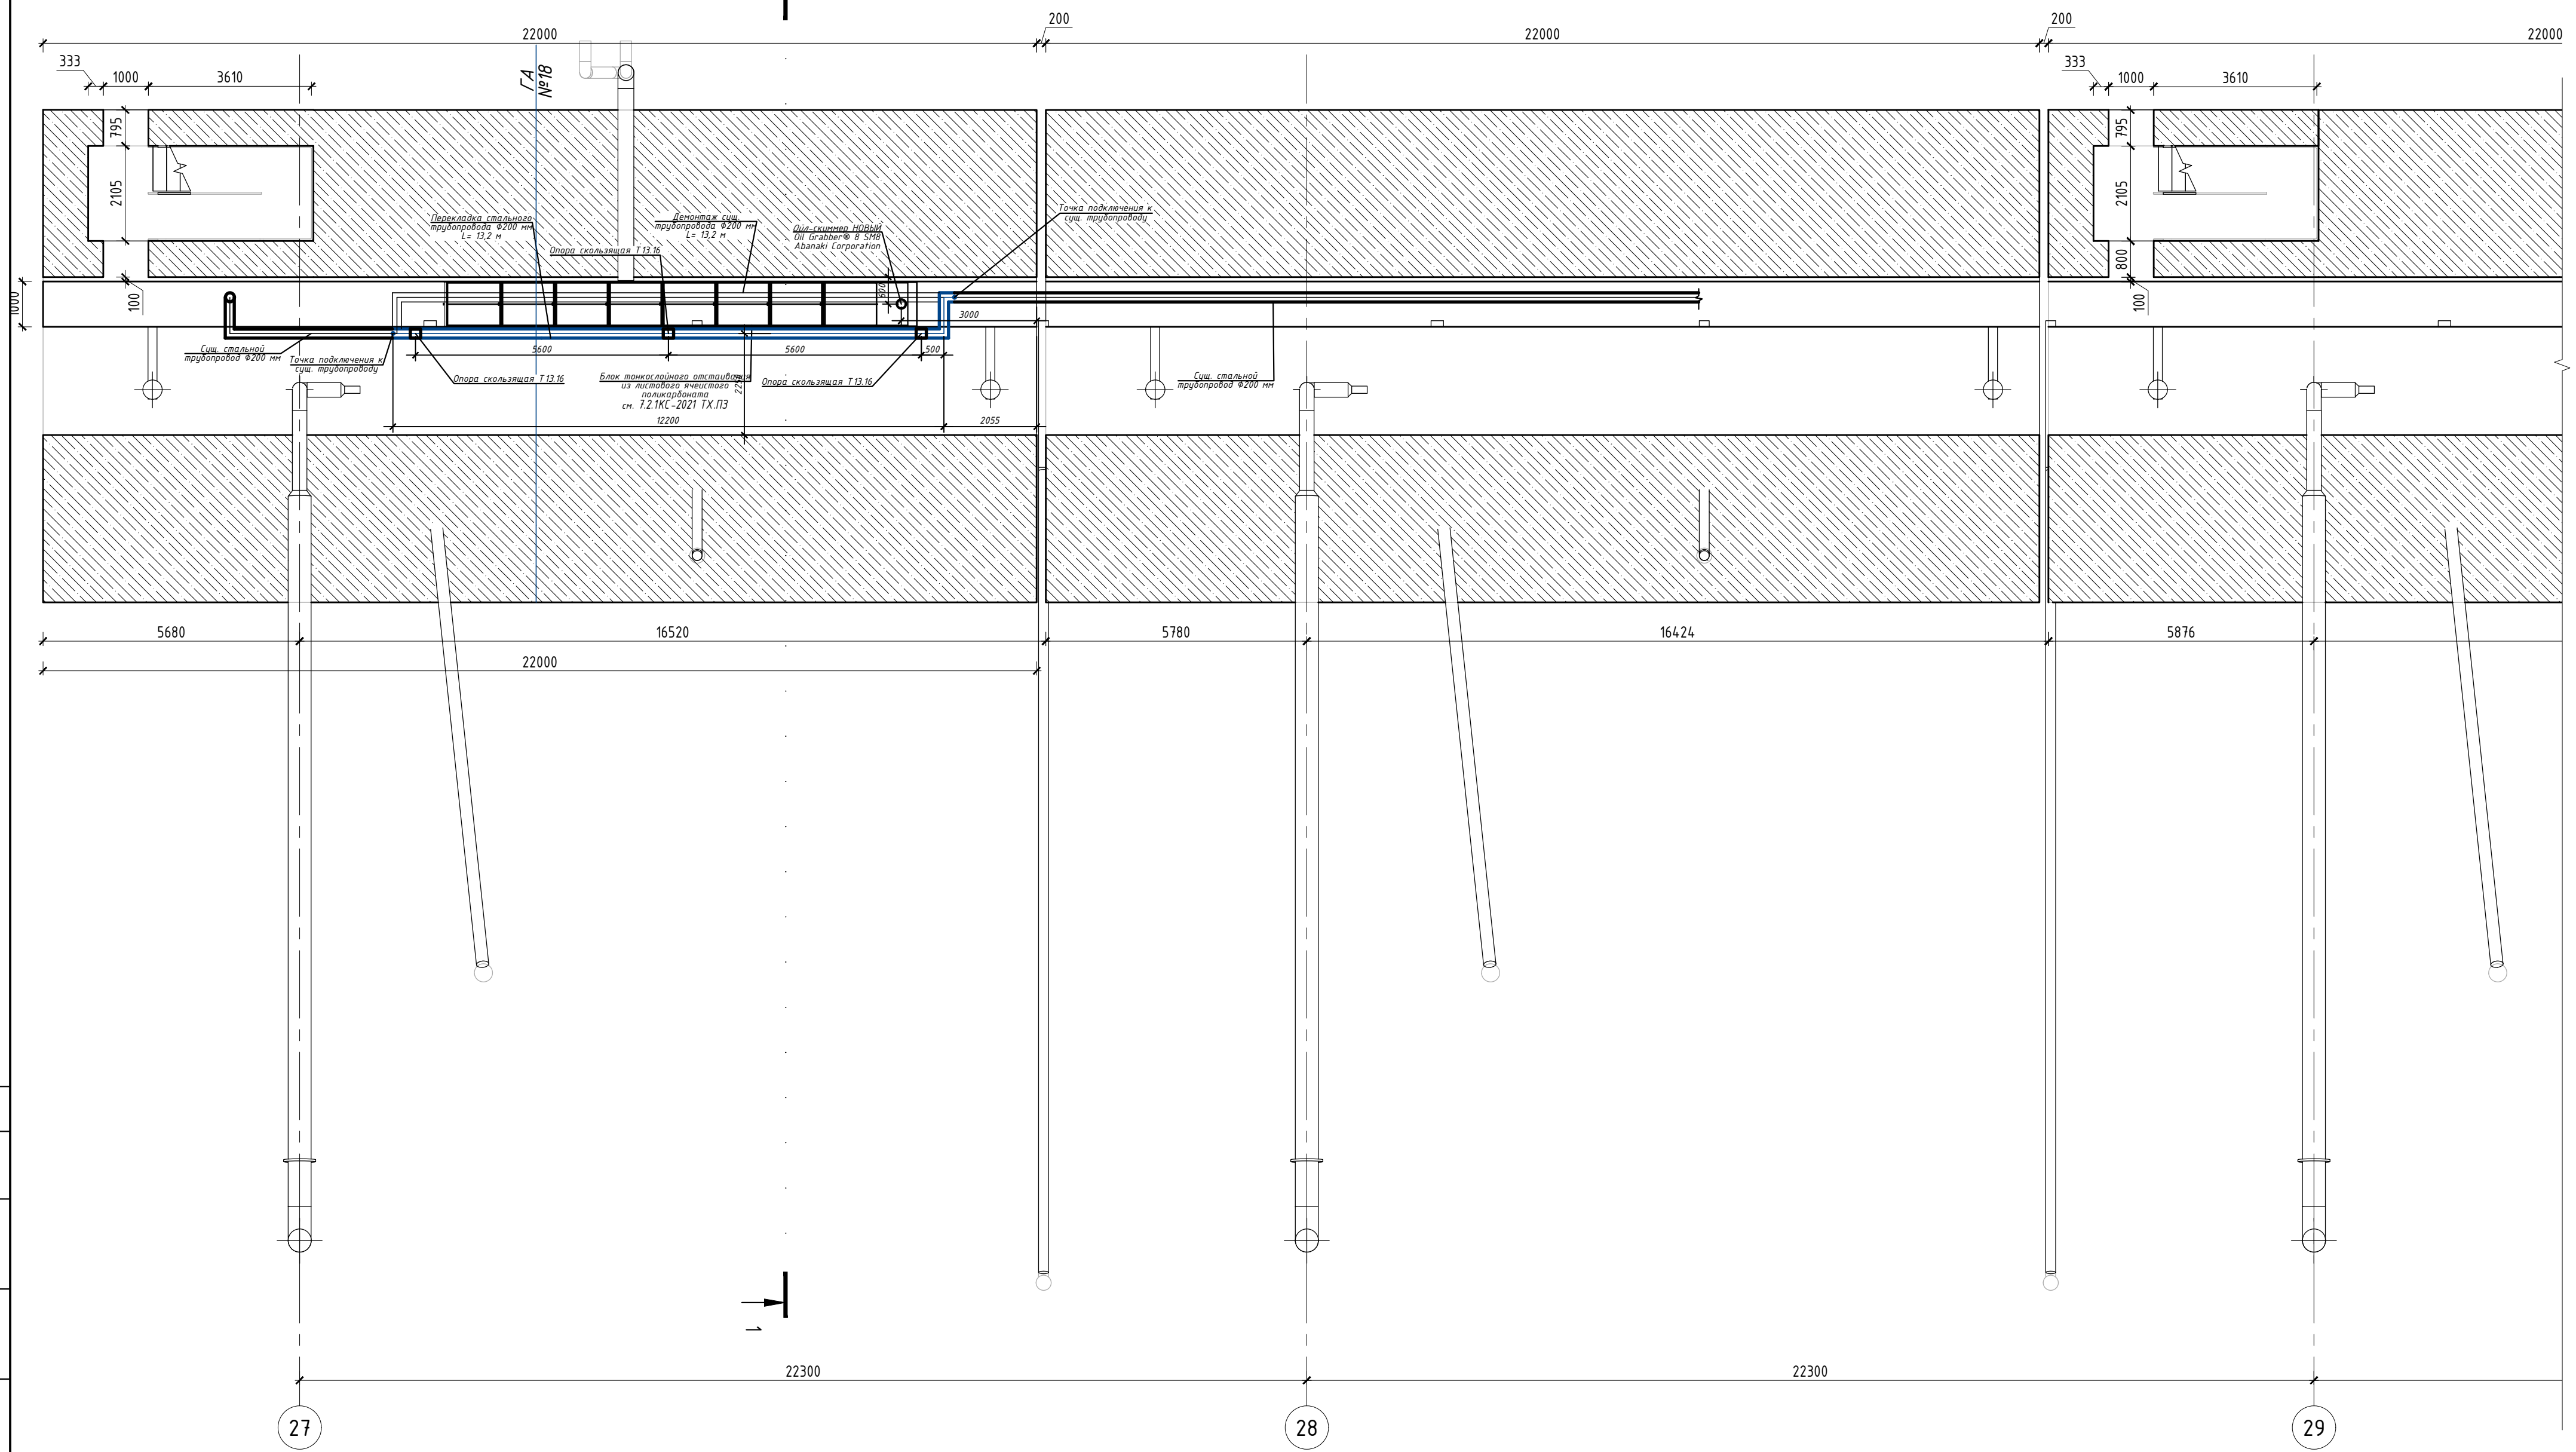 200
200
22000
22000
22000
333
1000
3610
333
1000
3610
ГА
№18
795
2105
100
1000
795
2105
800
100
Перекладка стального
трубопровода Ф200 мм
L= 13,2 м
Демонтаж сущ.
трубопровода Ф200 мм
L= 13,2 м
Опора скользящая Т13.16
Ойл-скиммер НОВЫЙ
Oil Grabber® 8 SM8
Abanaki Corporation
Точка подключения к
сущ. трубопроводу
600
3000
Сущ. стальной
трубопровод Ф200 мм
Точка подключения к
сущ. трубопроводу
5600
5600
500
Опора скользящая Т13.16
Блок тонкослойного отстаивания
из листового ячеистого
поликарбоната
см. 7.2.1КС-2021 ТХ.ПЗ
Опора скользящая Т13.16
Сущ. стальной
трубопровод Ф200 мм
12200
2055
5680
16520
5780
16424
5876
22000
1
22300
22300
27
28
29